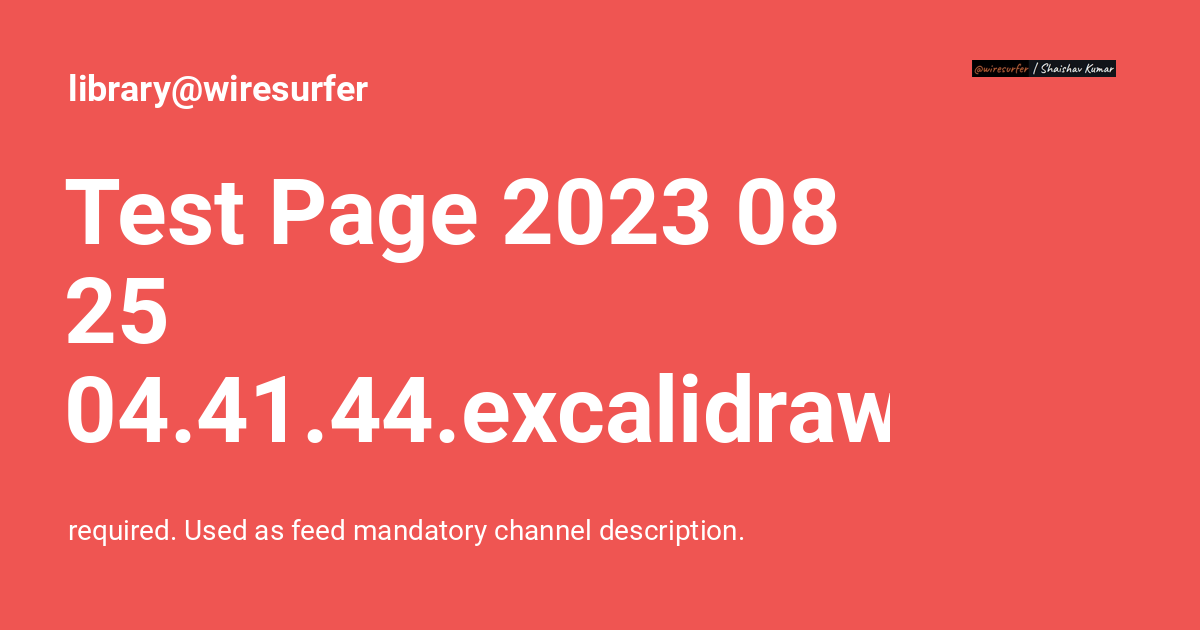 library@wiresurfer
@wiresurfer | Shaishav Kumar
Test Page 2023 08
25
04.41.44.excalidraw
required. Used as feed mandatory channel description.